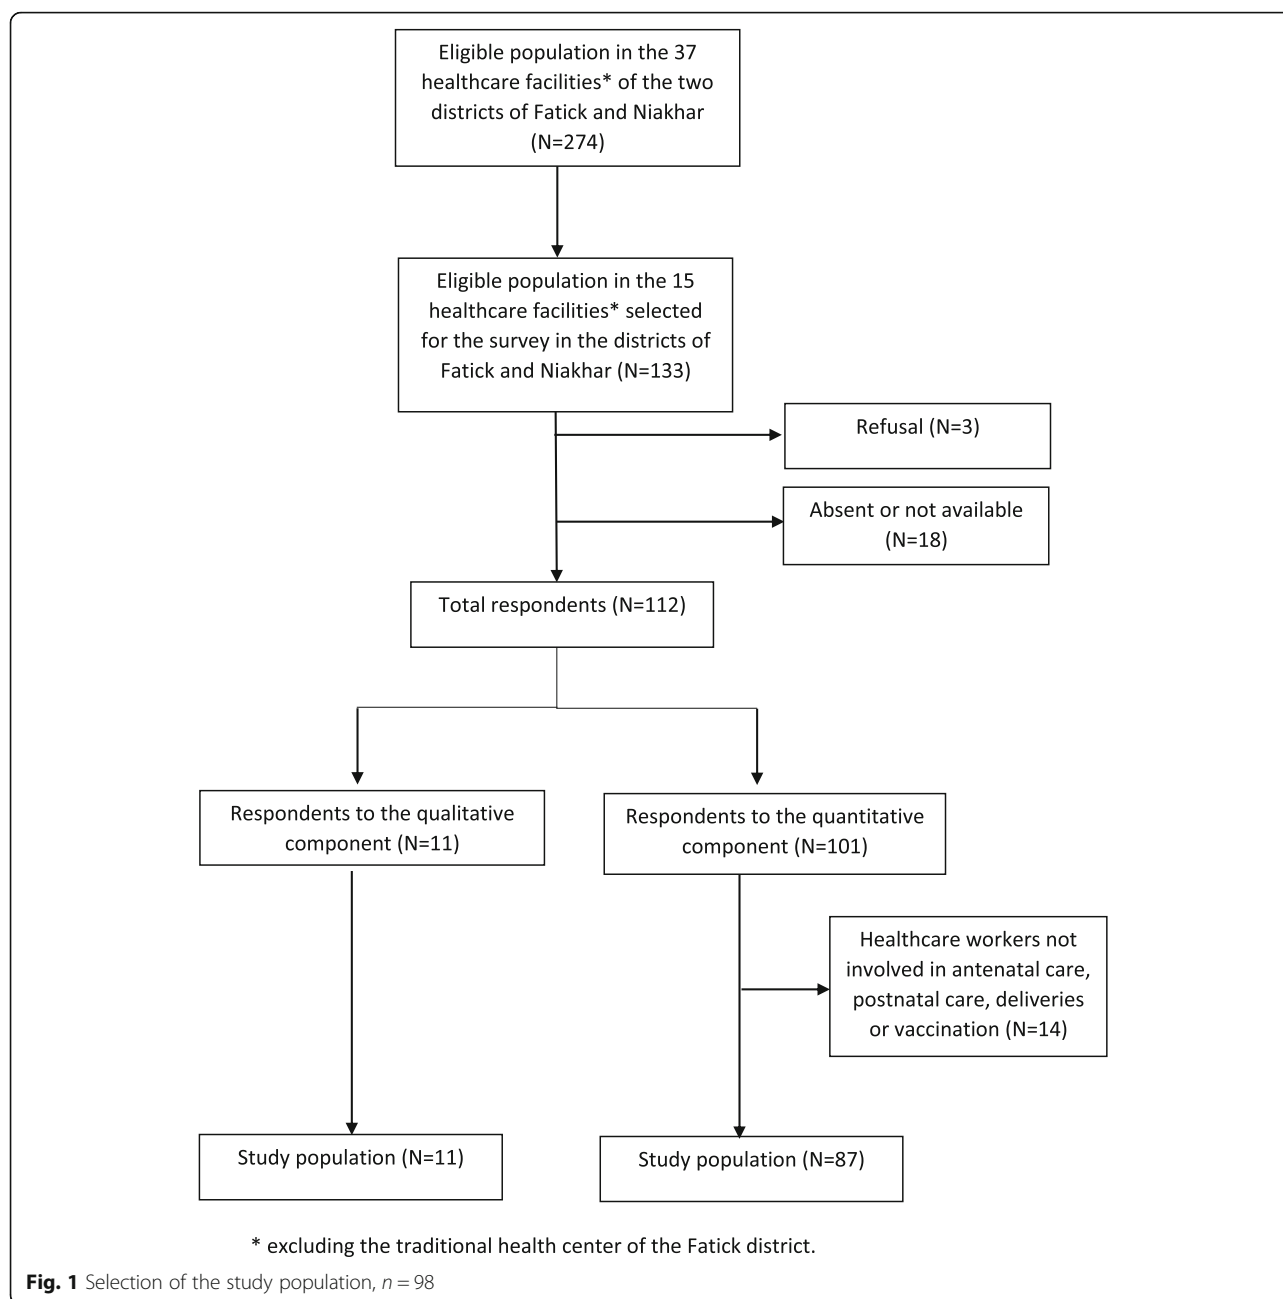 Eligible population in the 37
healthcare facilities* of the two
districts of Fatick and Niakhar
(N=274)
Eligible population in the 15
healthcare facilities* selected
for the survey in the districts of
Fatick and Niakhar (N=133)
Refusal (N=3)
Absent or not available
(N=18)
Total respondents (N=112)
Respondents to the qualitative
component (N=11)
Respondents to the quantitative
component (N=101)
Healthcare workers not
involved in antenatal care,
postnatal care, deliveries
or vaccination (N=14)
Study population (N=11)
Study population (N=87)
* excluding the traditional health center of the Fatick district.
Fig. 1 Selection of the study population, n = 98